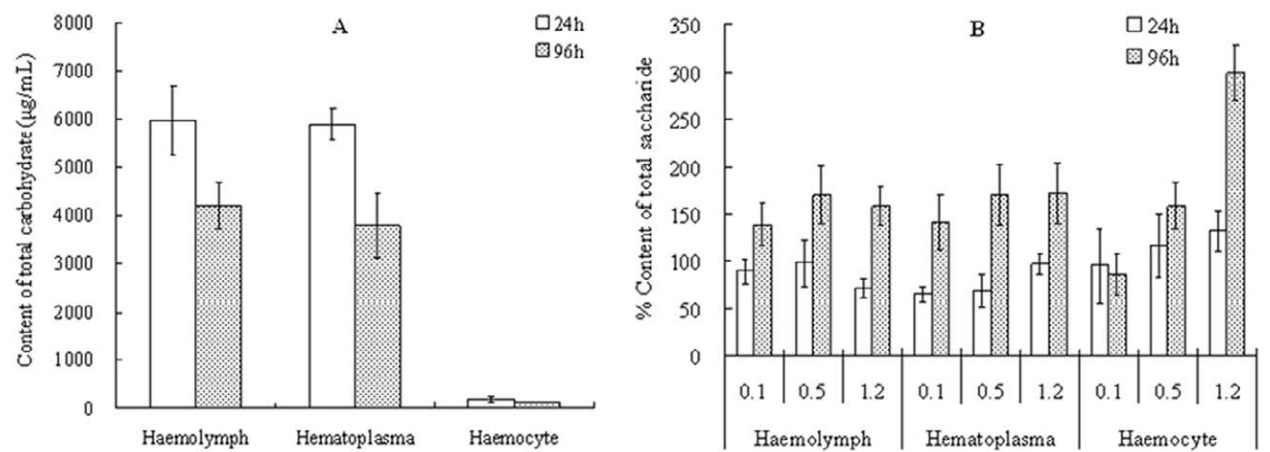 A
24h
96h
Content of total carbohydrate (μg/mL)
8000
7000
6000
5000
4000
3000
2000
1000
0
Haemolymph Hematoplasma Haemocyte
B
24h
96h
% Content of total saccharide
350
300
250
200
150
100
50
0
0.1 0.5 1.2 0.1 0.5 1.2 0.1 0.5 1.2
Haemolymph Hematoplasma Haemocyte